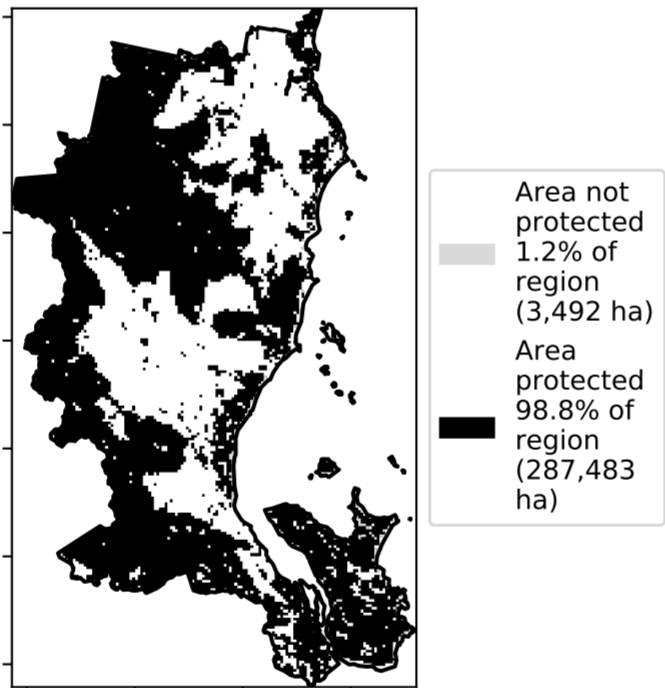 Area not
protected
1.2% of
region
(3,492 ha)
Area
protected
98.8% of
region
(287,483
ha)